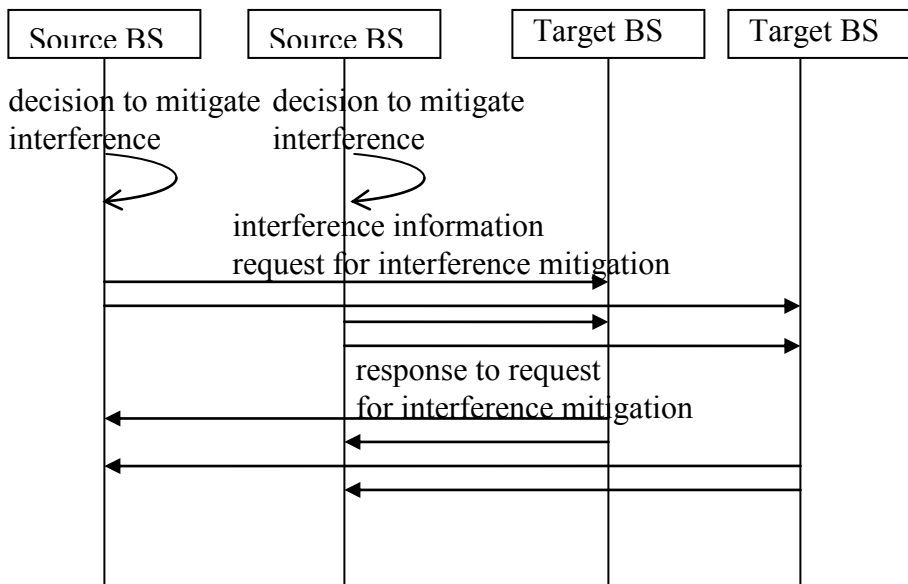 Source BS
Source BS
Target BS
Target BS
decision to mitigate
interference
decision to mitigate
interference
interference information
request for interference mitigation
response to request
for interference mitigation